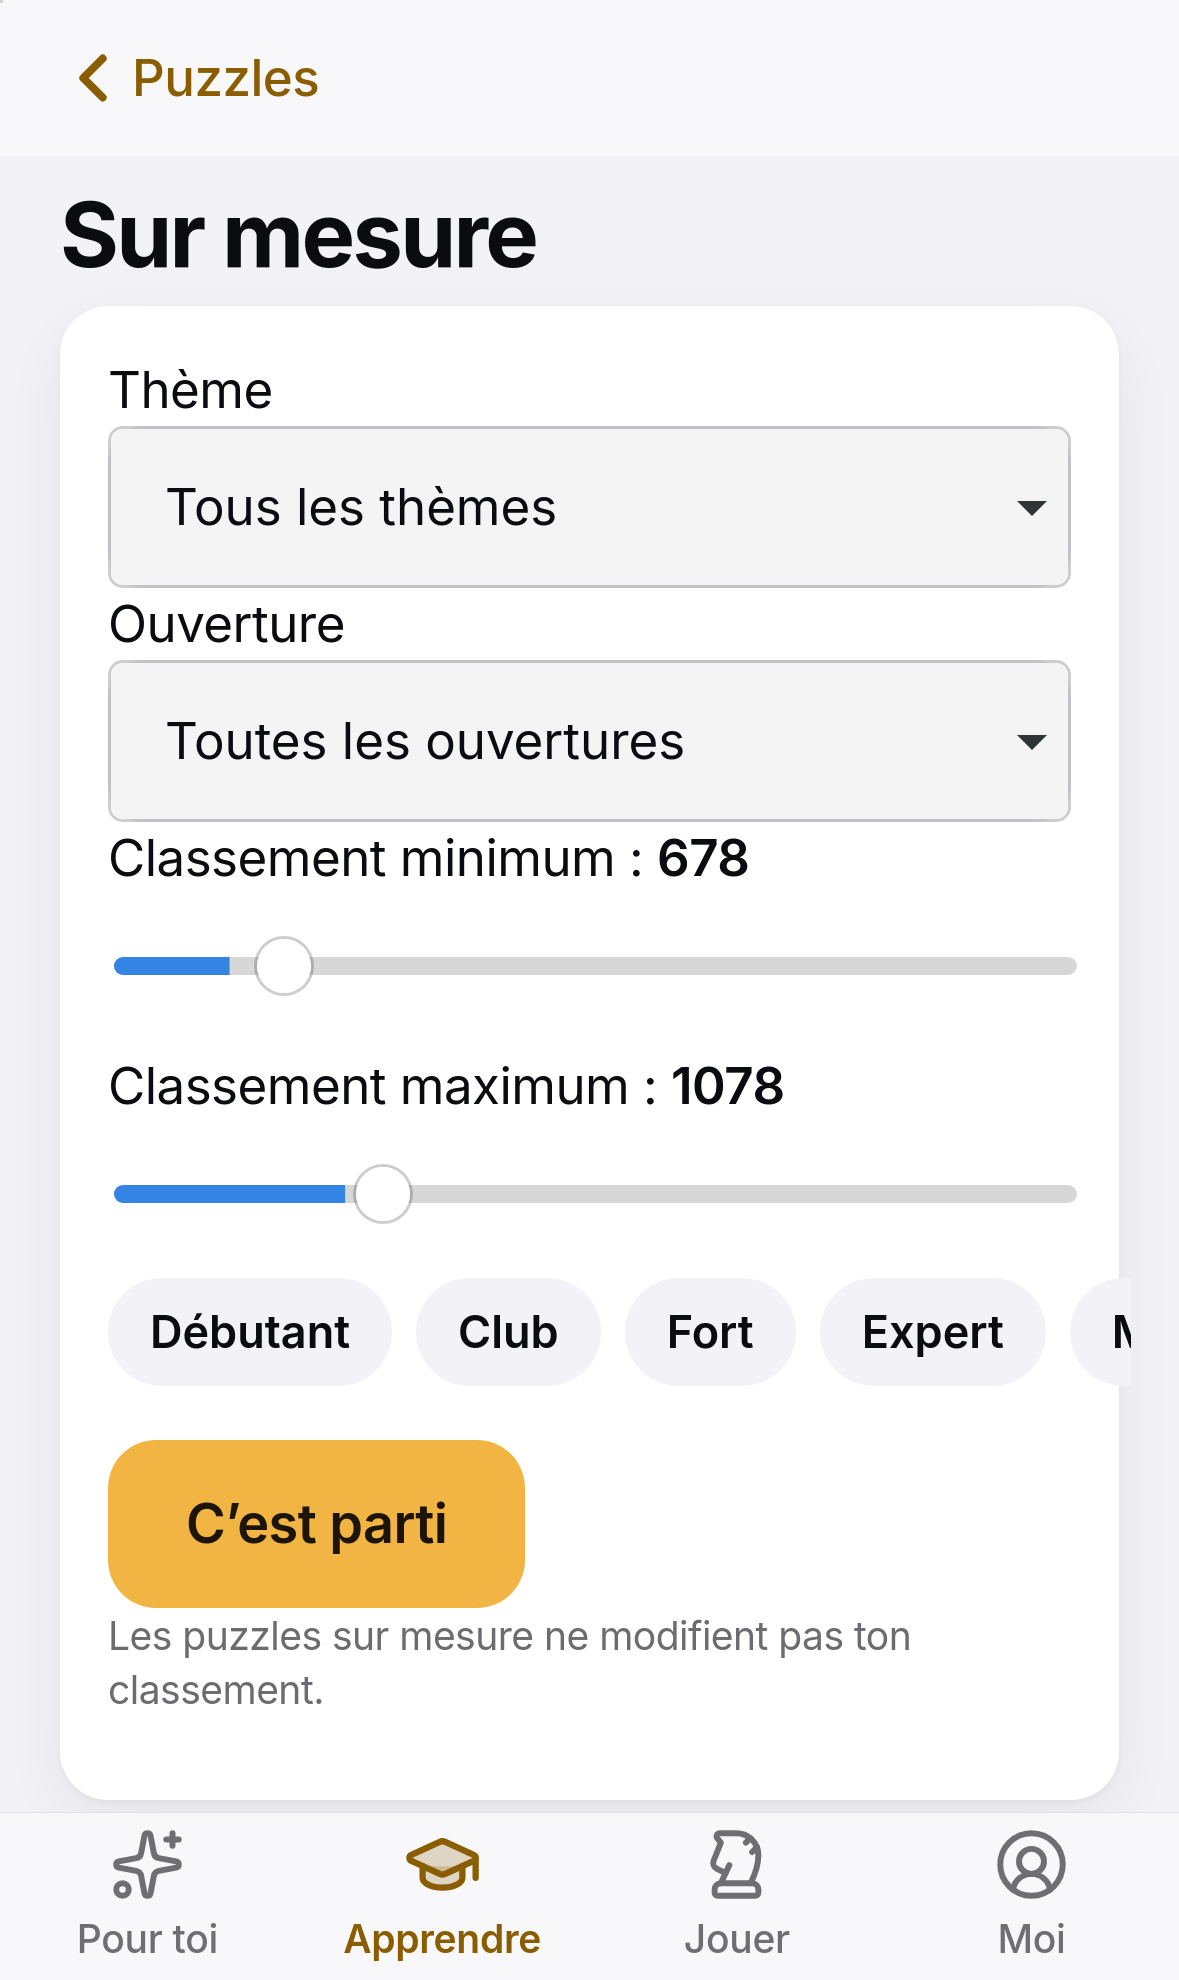 Puzzles
Sur mesure
Thème
Tous les thèmes
Ouverture
Toutes les ouvertures
Classement minimum : 678
Classement maximum : 1078
Débutant Club Fort Expert
C’est parti
Les puzzles sur mesure ne modifient pas ton
classement.
Pour toi Apprendre Jouer Moi